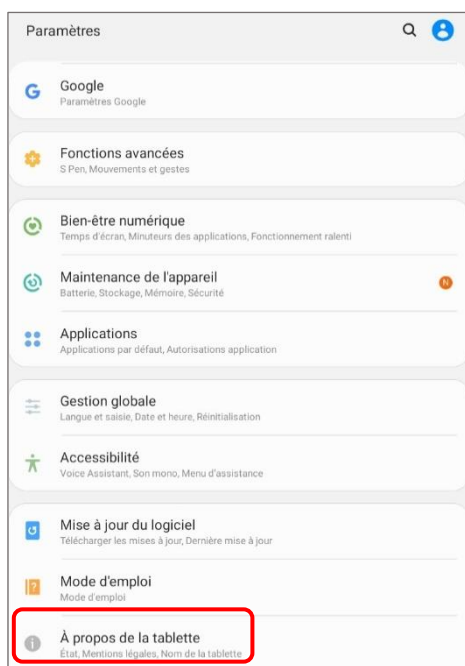 Paramètres
Google
Paramètres Google
Fonctions avancées
S Pen, Mouvements et gestes
Bien-être numérique
Temps d'écran, Minuteurs des applications, Fonctionnement ralenti
Maintenance de l'appareil
Batterie, Stockage, Mémoire, Sécurité
N
Applications
Applications par défaut, Autorisations application
Gestion globale
Langue et saisie, Date et heure, Réinitialisation
Accessibilité
Voice Assistant, Son mono, Menu d'assistance
Mise à jour du logiciel
Télécharger les mises à jour, Dernière mise à jour
Mode d'emploi
Mode d'emploi
À propos de la tablette
État, Mentions légales, Nom de la tablette